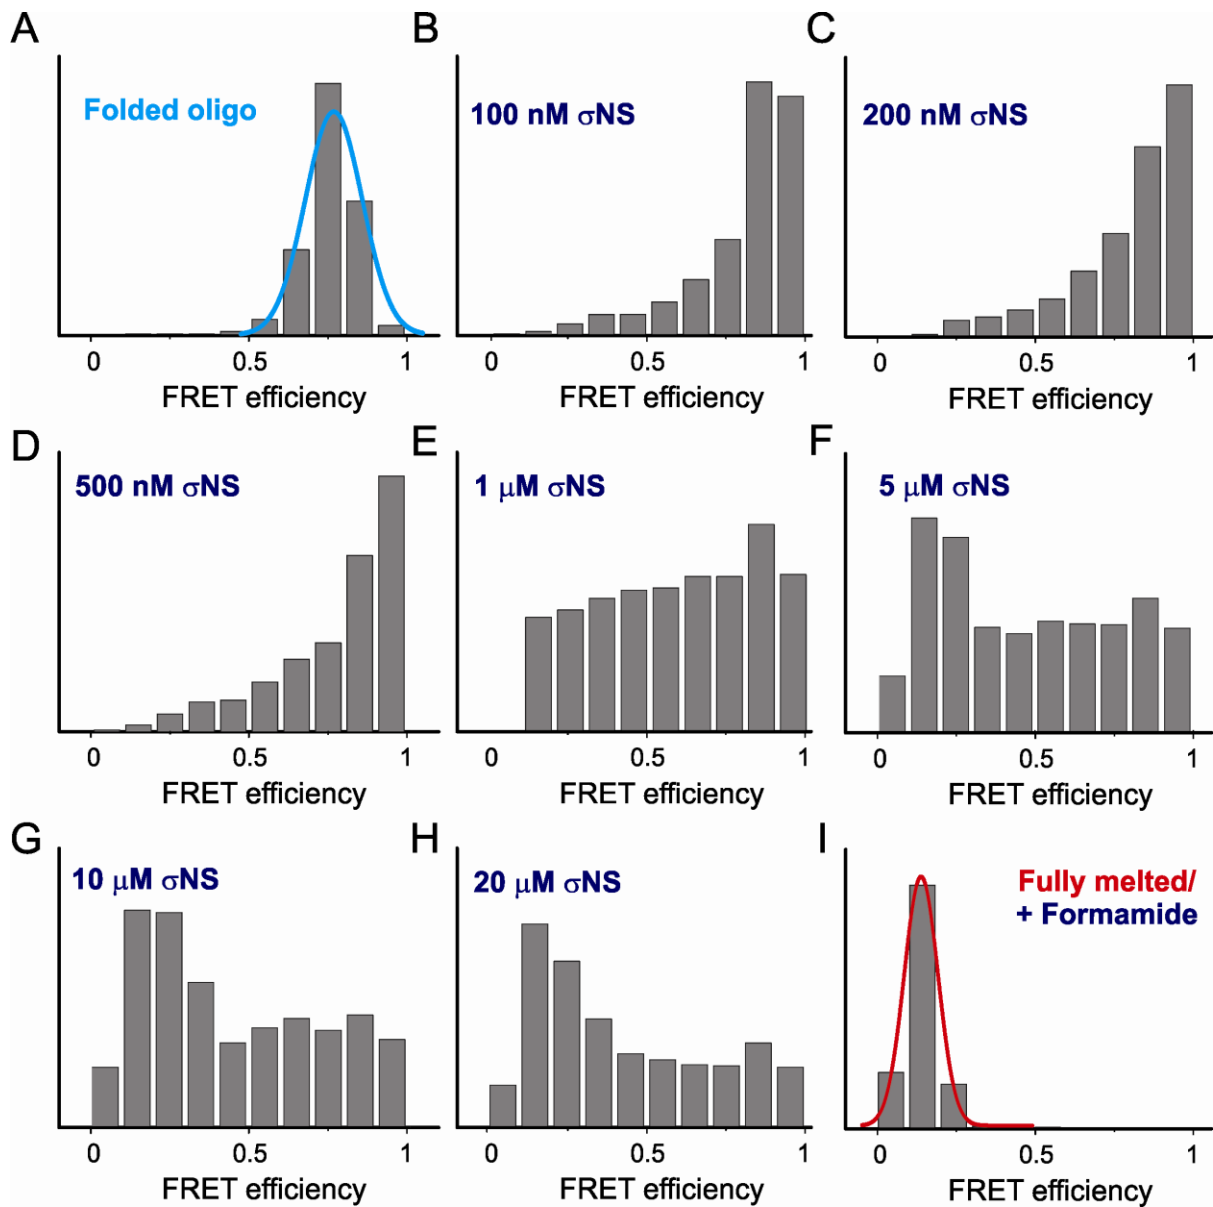 A
B
C
Folded oligo
100 nM σNS
200 nM σNS
0 0.5 1
0 0.5 1
0 0.5 1
FRET efficiency
FRET efficiency
FRET efficiency
D
E
F
500 nM σNS
1 μM σNS
5 μM σNS
0 0.5 1
0 0.5 1
0 0.5 1
FRET efficiency
FRET efficiency
FRET efficiency
G
H
I
10 μM σNS
20 μM σNS
Fully melted/
+ Formamide
0 0.5 1
0 0.5 1
0 0.5 1
FRET efficiency
FRET efficiency
FRET efficiency